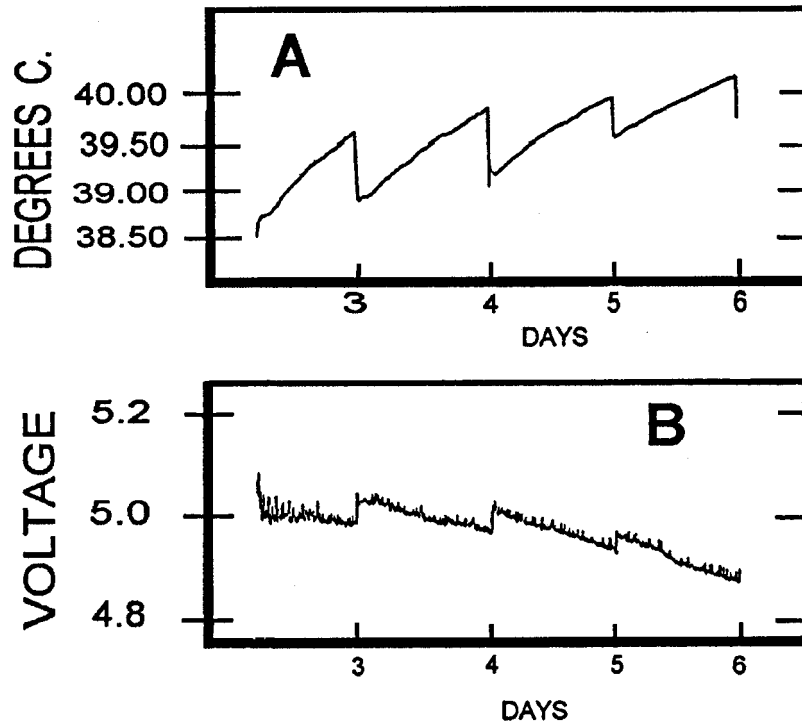 A
DEGREES C.
40.00
39.50
39.00
38.50
3 4 5 6
DAYS
B
VOLTAGE
5.2
5.0
4.8
3 4 5 6
DAYS